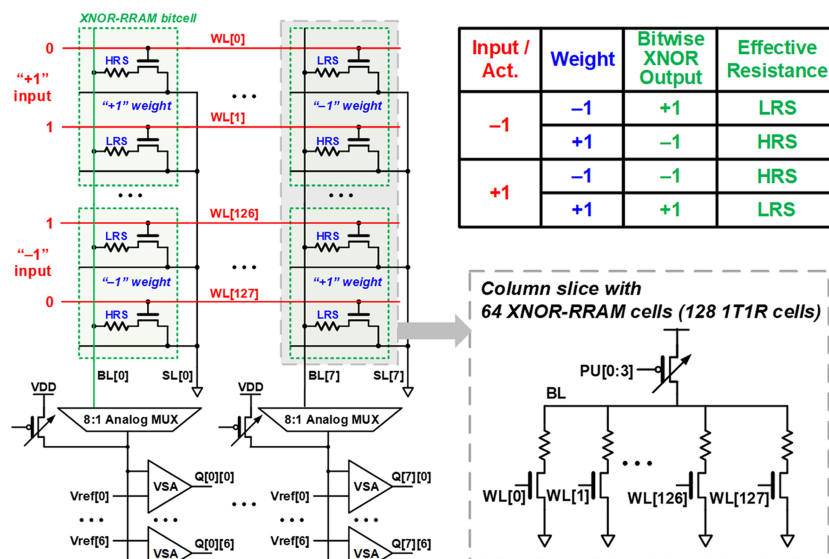 XNOR-RRAM bitcell
0
WL[0]
HRS
LRS
“+1”
input
“+1” weight
“–1” weight
1
WL[1]
LRS
HRS
1
WL[126]
LRS
HRS
“–1”
input
“–1” weight
“+1” weight
0
WL[127]
HRS
LRS
BL[0]
SL[0]
BL[7]
SL[7]
VDD
VDD
8:1 Analog MUX
8:1 Analog MUX
Q[0][0]
Q[7][0]
VSA
VSA
Vref[0]
Vref[0]
Vref[6]
Q[0][6]
Vref[6]
Q[7][6]
VSA
VSA
Input / Act.
Weight
Bitwise XNOR Output
Effective Resistance
–1
–1
+1
LRS
+1
–1
HRS
+1
–1
–1
HRS
+1
+1
LRS
Column slice with
64 XNOR-RRAM cells (128 1T1R cells)
PU[0:3]
BL
WL[0]
WL[1]
WL[126]
WL[127]